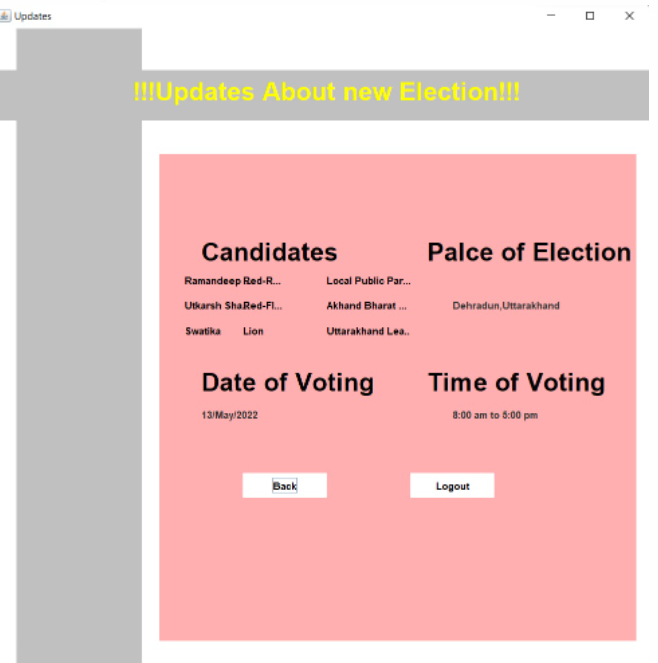 Updates
!!!Updates About new Election!!!
Candidates Palce of Election
Ramandeep Red-R... Local Public Par...
Utkarsh Sha Red-Fl... Akhand Bharat ... Dehradun,Uttarakhand
Swatika Lion Uttarakhand Lea..
Date of Voting Time of Voting
13/May/2022 8:00 am to 5:00 pm
Back Logout